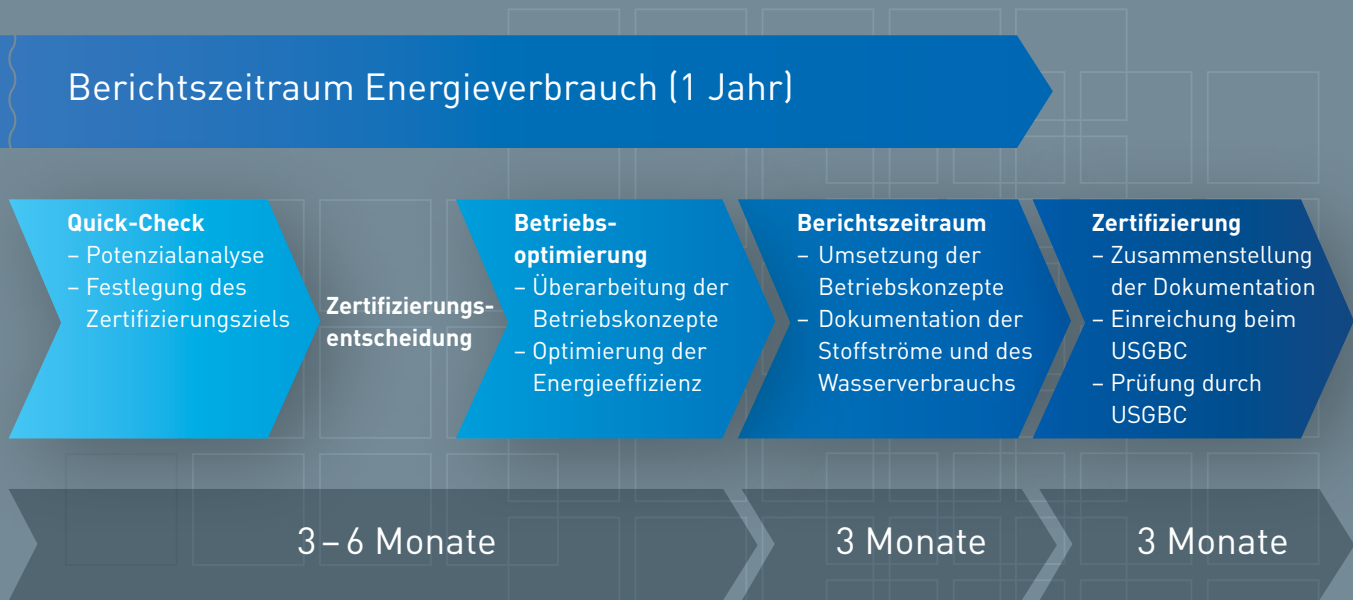 Berichtszeitraum Energieverbrauch (1 Jahr)
Quick-Check
– Potenzialanalyse
– Festlegung des
Zertifizierungsziels
Zertifizierungs-
entscheidung
Betriebs-
optimierung
– Überarbeitung der
Betriebskonzepte
– Optimierung der
Energieeffizienz
Berichtszeitraum
– Umsetzung der
Betriebskonzepte
– Dokumentation der
Stoffströme und des
Wasserverbrauchs
Zertifizierung
– Zusammenstellung
der Dokumentation
– Einreichung beim
USGBC
– Prüfung durch
USGBC
3 – 6 Monate
3 Monate
3 Monate